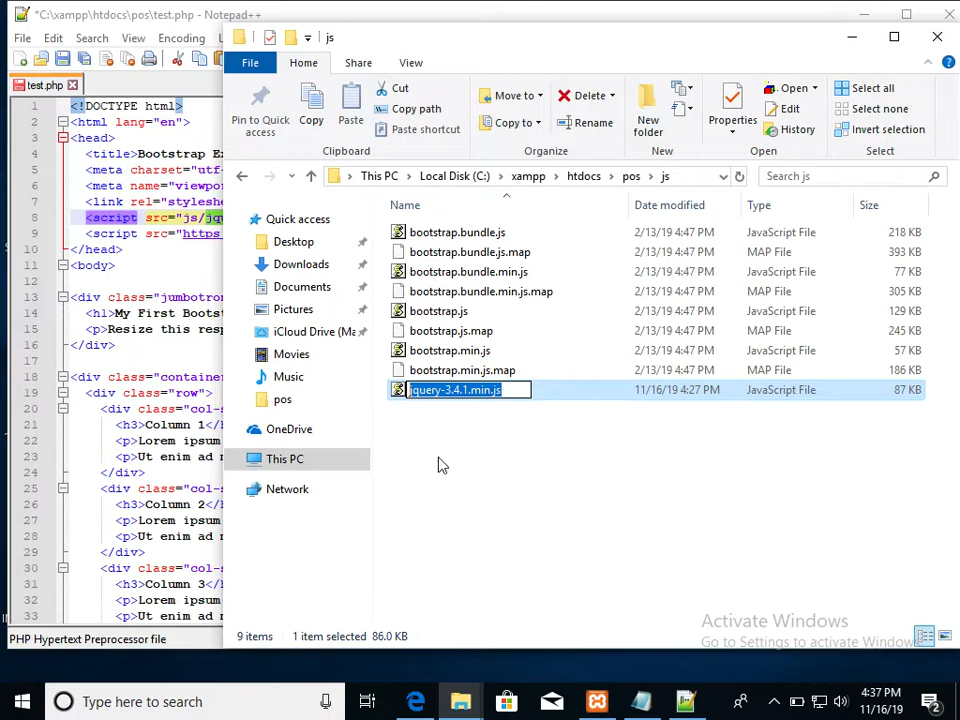 *C:\xampp\htdocs\pos\test.php - Notepad++
File Edit Search View Encoding
test.php
1 <!DOCTYPE html>
2 <html lang="en">
3 <head>
4 <title>Bootstrap Ex
5 <meta charset="utf-
6 <meta name="viewpor
7 <link rel="styleshe
8 <script src="js/jqu
9 <script src="https
10 </head>
11 <body>
12
13 <div class="jumbotron
14 <h1>My First Boots
15 <p>Resize this resp
16 </div>
17
18 <div class="container
19 <div class="row">
20 <div class="col-s
21 <h3>Column 1</h
22 <p>Lorem ipsum
23 <p>Ut enim ad n
24 </div>
25 <div class="col-s
26 <h3>Column 2</h
27 <p>Lorem ipsum
28 <p>Ut enim ad n
29 </div>
30 <div class="col-s
31 <h3>Column 3</h
32 <p>Lorem ipsum
33 <p>Ut enim ad n
PHP Hypertext Preprocessor file
js
File Home Share View
Pin to Quick access
Copy
Paste
Cut
Copy path
Paste shortcut
Clipboard
Move to
Copy to
Delete
Rename
Organize
New folder
New
Properties
Open
Edit
History
Open
Select all
Select none
Invert selection
Select
This PC > Local Disk (C:) > xampp > htdocs > pos > js
Search js
Quick access
Desktop
Downloads
Documents
Pictures
iCloud Drive (Ma
Movies
Music
pos
OneDrive
This PC
Network
Name Date modified Type Size
bootstrap.bundle.js 2/13/19 4:47 PM JavaScript File 218 KB
bootstrap.bundle.js.map 2/13/19 4:47 PM MAP File 393 KB
bootstrap.bundle.min.js 2/13/19 4:47 PM JavaScript File 77 KB
bootstrap.bundle.min.js.map 2/13/19 4:47 PM MAP File 305 KB
bootstrap.js 2/13/19 4:47 PM JavaScript File 129 KB
bootstrap.js.map 2/13/19 4:47 PM MAP File 245 KB
bootstrap.min.js 2/13/19 4:47 PM JavaScript File 57 KB
bootstrap.min.js.map 2/13/19 4:47 PM MAP File 186 KB
jquery-3.4.1.min.js 11/16/19 4:27 PM JavaScript File 87 KB
9 items 1 item selected 86.0 KB
Activate Windows
Go to Settings to activate Windows
Type here to search
4:37 PM
11/16/19
2